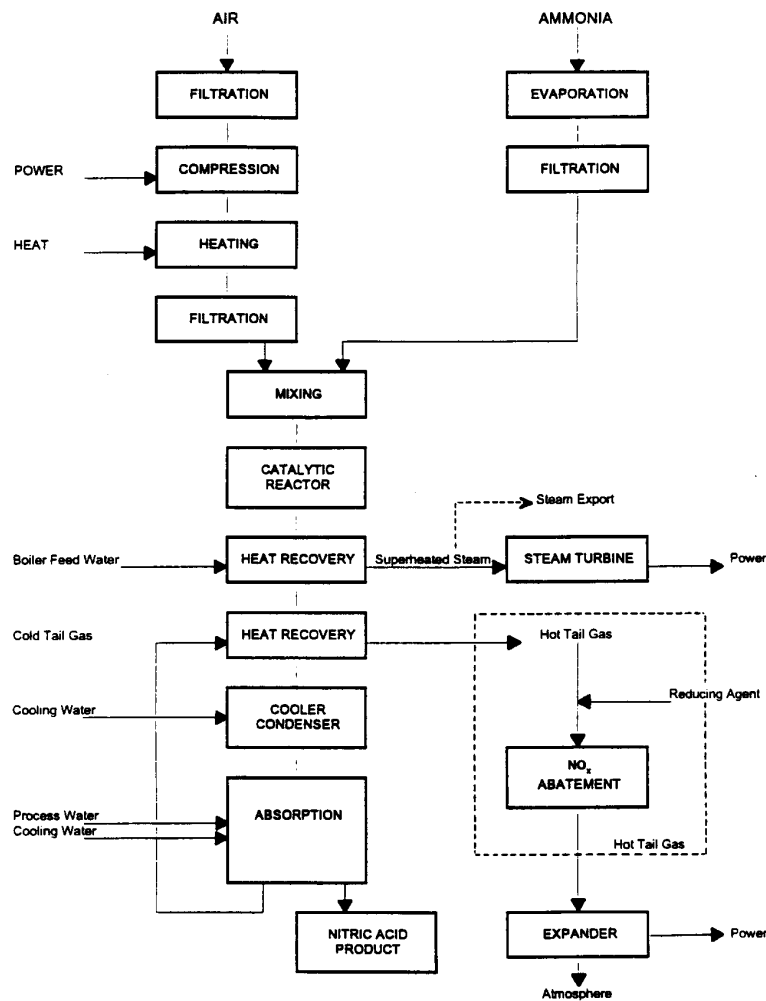 AIR
AMMONIA
FILTRATION
EVAPORATION
POWER
COMPRESSION
FILTRATION
HEAT
HEATING
FILTRATION
MIXING
CATALYTIC
REACTOR
Steam Export
Boiler Feed Water
HEAT RECOVERY
Superheated Steam
STEAM TURBINE
Power
Cold Tail Gas
HEAT RECOVERY
Hot Tail Gas
Reducing Agent
Cooling Water
COOLER
CONDENSER
NOx
ABATEMENT
Process Water
Cooling Water
ABSORPTION
Hot Tail Gas
NITRIC ACID
PRODUCT
EXPANDER
Power
Atmosphere